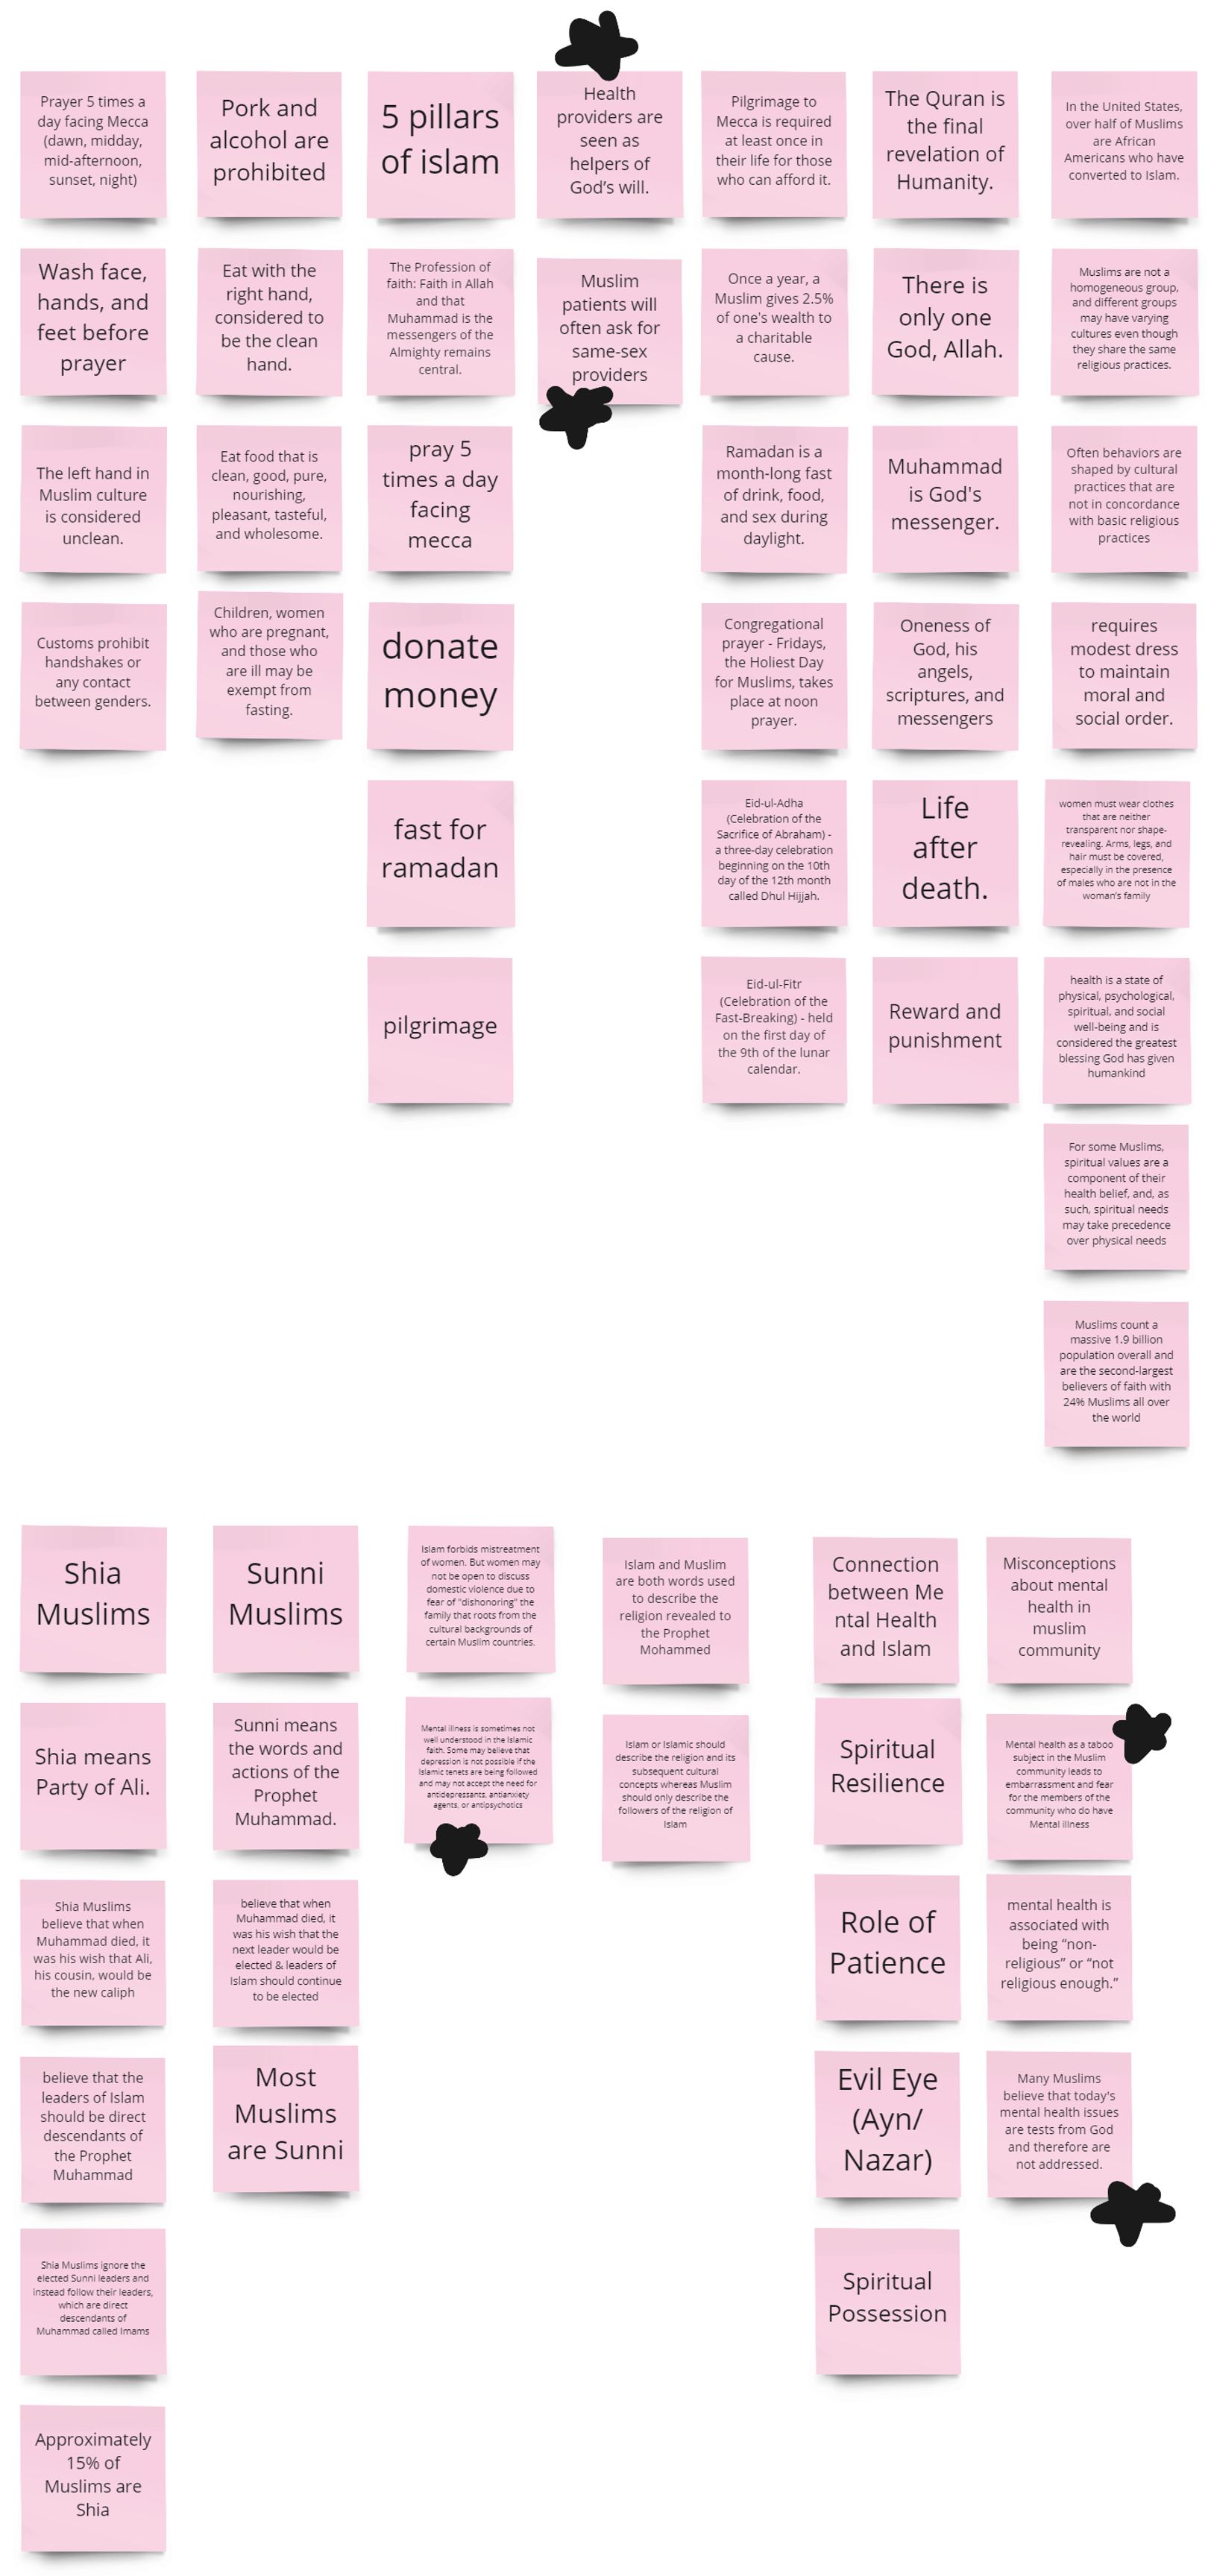 Prayer 5 times a
day facing Mecca
(dawn, midday,
mid-afternoon,
sunset, night)
Wash face,
hands, and
feet before
prayer
The left hand in
Muslim culture
is considered
unclean.
Customs prohibit
handshakes or
any contact
between genders.
Pork and
alcohol are
prohibited
Eat with the
right hand,
considered to
be the clean
hand.
Eat food that is
clean, good, pure,
nourishing,
pleasant, tasteful,
and wholesome.
Children, women
who are pregnant,
and those who
are ill may be
exempt from
fasting.
5 pillars
of islam
The Profession of
faith: Faith in Allah
and that
Muhammad is the
messengers of the
Almighty remains
central.
pray 5
times a day
facing
mecca
donate
money
fast for
ramadan
pilgrimage
Health
providers are
seen as
helpers of
God's will.
Muslim
patients will
often ask for
same-sex
providers
Pilgrimage to
Mecca is required
at least once in
their life for those
who can afford it.
Once a year, a
Muslim gives 2.5%
of one's wealth to
a charitable
cause.
Ramadan is a
month-long fast
of drink, food,
and sex during
daylight.
Congregational
prayer - Fridays,
the Holiest Day
for Muslims, takes
place at noon
prayer.
Eid-ul-Adha
(Celebration of the
Sacrifice of Abraham) -
a three-day celebration
beginning on the 10th
day of the 12th month
called Dhul Hijjah.
Eid-ul-Fitr
(Celebration of the
Fast-Breaking) - held
on the first day of
the 9th of the lunar
calendar.
The Quran is
the final
revelation of
Humanity.
There is
only one
God, Allah.
Muhammad
is God's
messenger.
Oneness of
God, his
angels,
scriptures, and
messengers
Life
after
death.
Reward and
punishment
In the United States,
over half of Muslims
are African
Americans who have
converted to Islam.
Muslims are not a
homogeneous group,
and different groups
may have varying
cultures even though
they share the same
religious practices.
Often behaviors are
shaped by cultural
practices that are
not in concordance
with basic religious
practices
requires
modest dress
to maintain
moral and
social order.
women must wear clothes
that are neither
transparent nor shape-
revealing. Arms, legs, and
hair must be covered,
especially in the presence
of males who are not in the
woman's family
health is a state of
physical, psychological,
spiritual, and social
well-being and is
considered the greatest
blessing God has given
humankind
For some Muslims,
spiritual values are a
component of their
health belief, and, as
such, spiritual needs
may take precedence
over physical needs
Muslims count a
massive 1.9 billion
population overall and
are the second-largest
believers of faith with
24% Muslims all over
the world
Shia
Muslims
Shia means
Party of Ali.
Shia Muslims
believe that when
Muhammad died, it
was his wish that Ali,
his cousin, would be
the new caliph
believe that the
leaders of Islam
should be direct
descendants of
the Prophet
Muhammad
Shia Muslims ignore the
elected Sunni leaders and
instead follow their leaders,
which are direct
descendants of
Muhammad called Imams
Approximately
15% of
Muslims are
Shia
Sunni
Muslims
Sunni means
the words and
actions of the
Prophet
Muhammad.
believe that when
Muhammad died, it
was his wish that the
next leader would be
elected & leaders of
Islam should continue
to be elected
Most
Muslims
are Sunni
Islam forbids mistreatment
of women. But women may
not be open to discuss
domestic violence due to
fear of "dishonoring" the
family that roots from the
cultural backgrounds of
certain Muslim countries.
Mental illness is sometimes not
well understood in the Islamic
faith. Some may believe that
depression is not possible if the
Islamic tenets are being followed
and may not accept the need for
antidepressants, antianxiety
agents, or antipsychotics
Islam and Muslim
are both words used
to describe the
religion revealed to
the Prophet
Mohammed
Islam or Islamic should
describe the religion and its
subsequent cultural
concepts whereas Muslim
should only describe the
followers of the religion of
Islam
Connection
between Me
ntal Health
and Islam
Spiritual
Resilience
Role of
Patience
Evil Eye
(Ayn/
Nazar)
Spiritual
Possession
Misconceptions
about mental
health in
muslim
community
Mental health as a taboo
subject in the Muslim
community leads to
embarrassment and fear
for the members of the
community who do have
Mental illness
mental health is
associated with
being “non-
religious” or “not
religious enough.”
Many Muslims
believe that today's
mental health issues
are tests from God
and therefore are
not addressed.